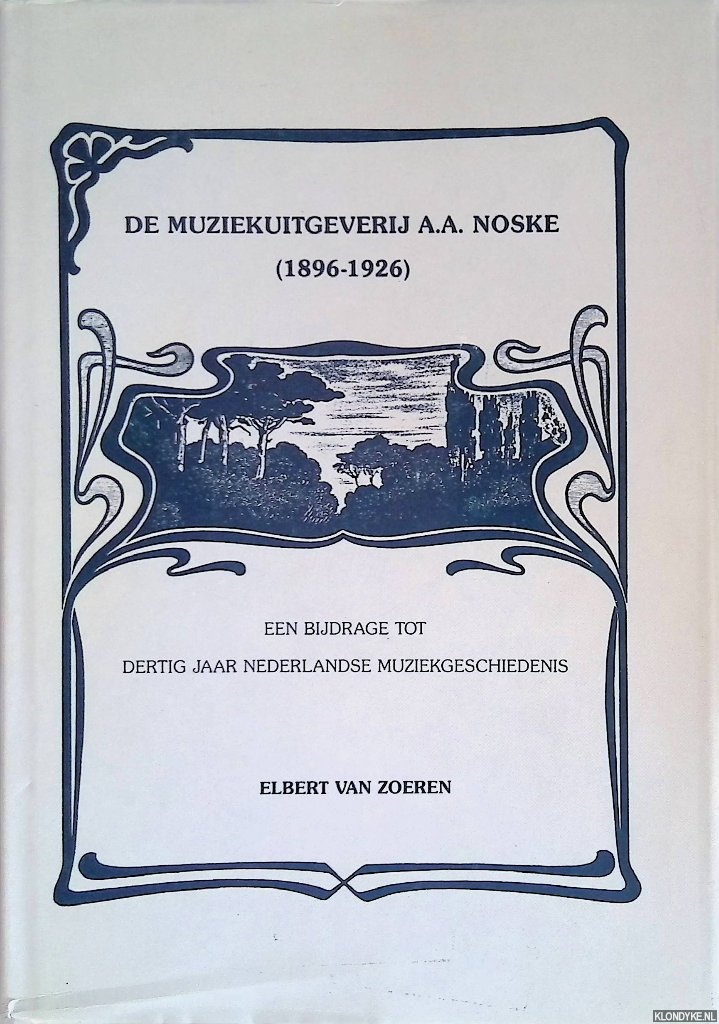 DE MUZIEKUITGEVERIJ A.A. NOSKE
(1896-1926)
EEN BIJDRAGE TOT
DERTIG JAAR NEDERLANDSE MUZIEKGESCHIEDENIS
ELBERT VAN ZOEREN
KLONDYKE.NL